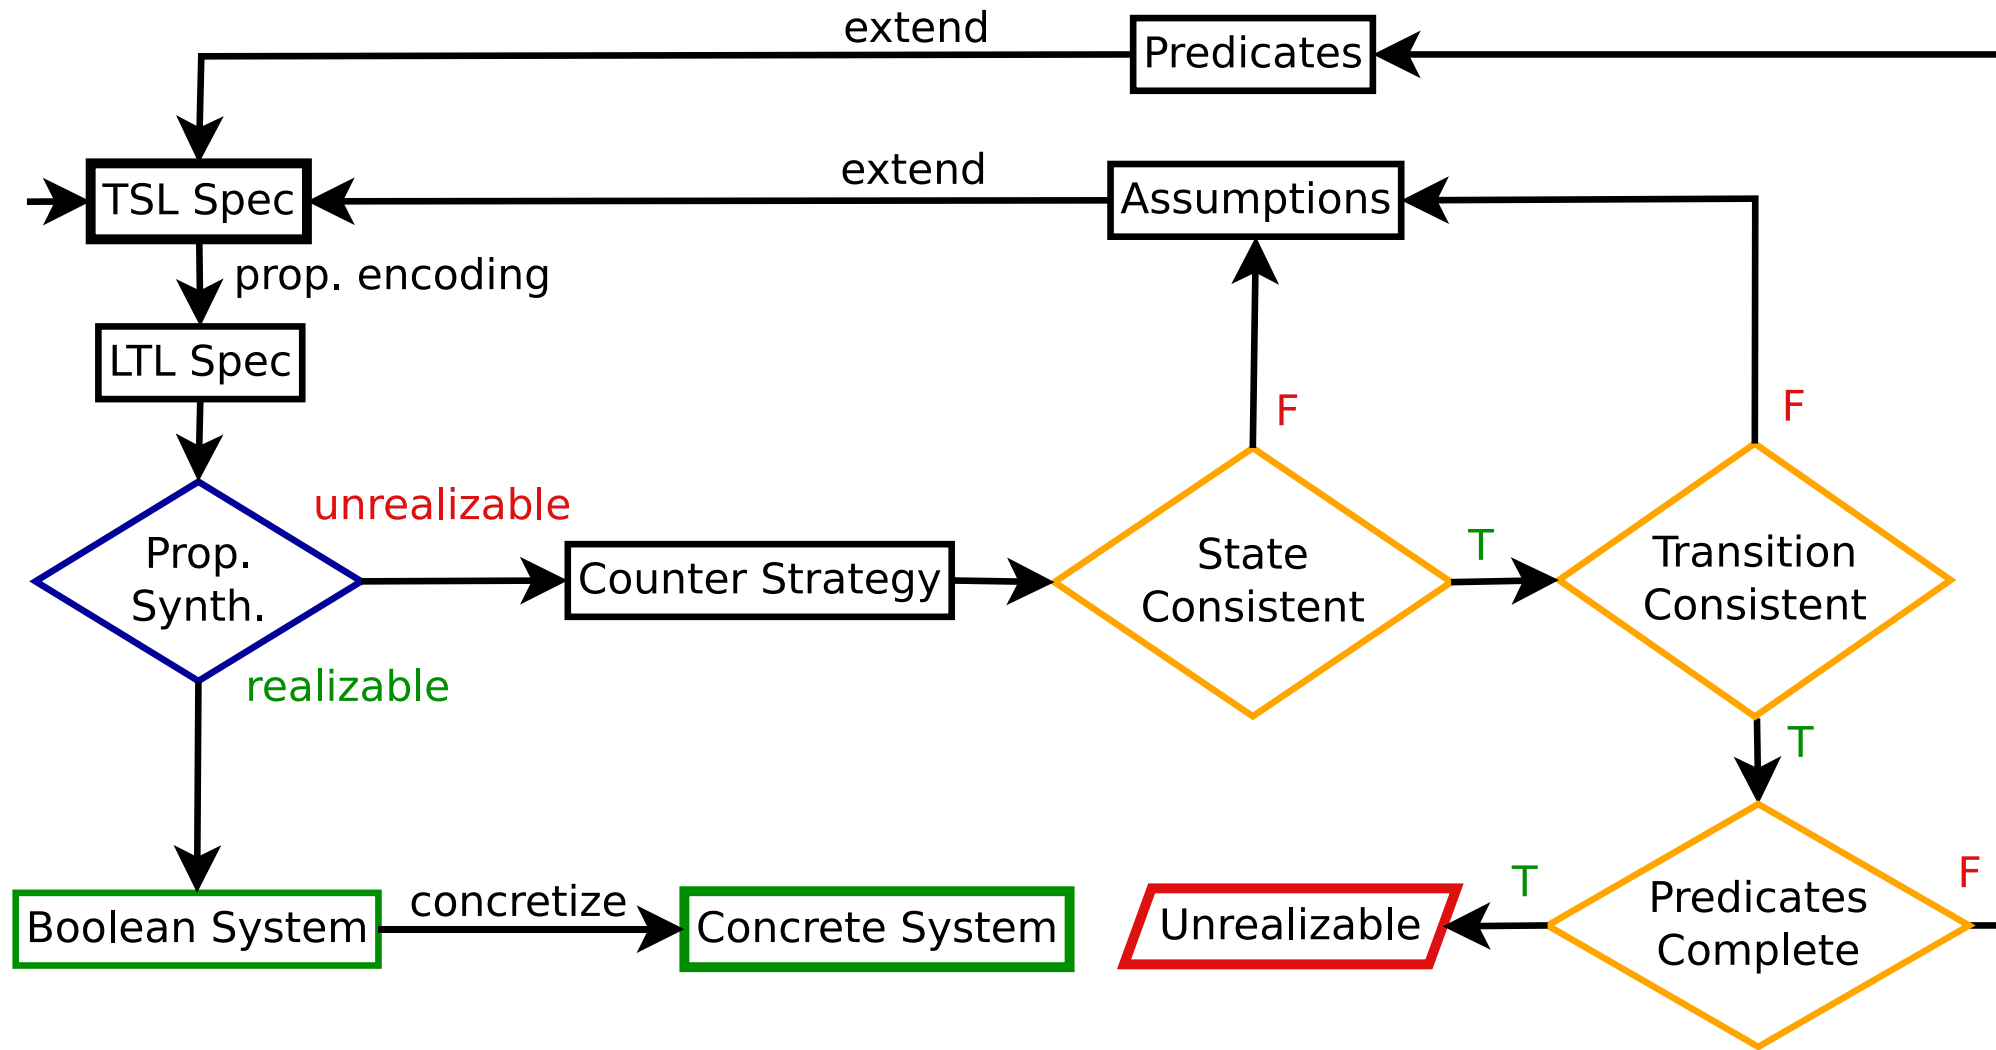 extend
Predicates
extend
TSL Spec
Assumptions
prop. encoding
LTL Spec
F
F
unrealizable
Prop.
Synth.
Counter Strategy
State
Consistent
T
Transition
Consistent
realizable
T
T
F
Boolean System
concretize
Concrete System
Unrealizable
Predicates
Complete